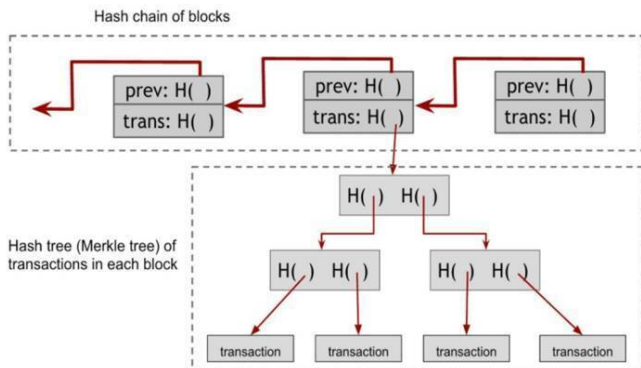 Hash chain of blocks
prev: H( )
trans: H( )
prev: H( )
trans: H( )
prev: H( )
trans: H( )
H( ) H( )
Hash tree (Merkle tree) of
transactions in each block
H( ) H( )
H( ) H( )
transaction
transaction
transaction
transaction